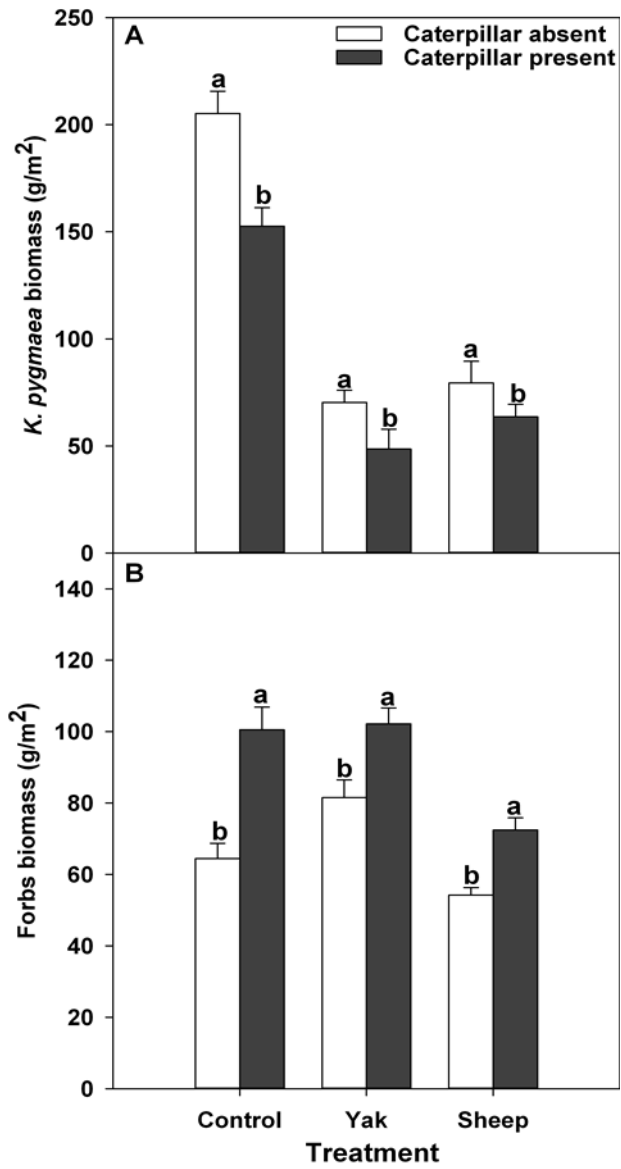 A
Caterpillar absent
Caterpillar present
K. pygmaea biomass (g/m²)
250
200
150
100
50
0
a
b
a
b
a
b
B
Forbs biomass (g/m²)
140
120
100
80
60
40
20
0
b
a
b
a
b
a
Control Yak Sheep
Treatment